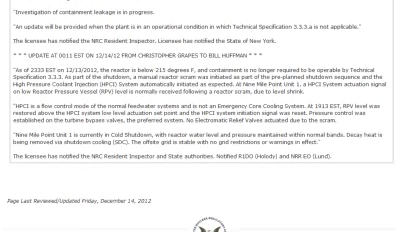 "Investigation of containment leakage is in progress.
"An update will be provided when the plant is in an operational condition in which Technical Specification 3.3.3.a is not applicable."
The licensee has notified the NRC Resident Inspector. Licensee has notified the State of New York.
* * * UPDATE AT 0011 EST ON 12/14/12 FROM CHRISTOPHER GRAPES TO BILL HUFFMAN * * *
"As of 2333 EST on 12/13/2012, the reactor is below 215 degrees F, and containment is no longer required to be operable by Technical
Specification 3.3.3. As part of the shutdown, a manual reactor scram was initiated as part of the pre-planned shutdown sequence and the
High Pressure Coolant Injection (HPCI) System automatically initiated as expected. At Nine Mile Point Unit 1, a HPCI System actuation signal
on low Reactor Pressure Vessel (RPV) level is normally received following a reactor scram, due to level shrink.
"HPCI is a flow control mode of the normal feedwater systems and is not an Emergency Core Cooling System. At 1913 EST, RPV level was
restored above the HPCI system low level actuation set point and the HPCI system initiation signal was reset. Pressure control was
established on the turbine bypass valves, the preferred system. No Electromatic Relief Valves actuated due to the scram.
"Nine Mile Point Unit 1 is currently in Cold Shutdown, with reactor water level and pressure maintained within normal bands. Decay heat is
being removed via shutdown cooling (SDC). The offsite grid is stable with no grid restrictions or warnings in effect."
The licensee has notified the NRC Resident Inspector and State authorities. Notified R1DO (Holody) and NRR EO (Lund).
Page Last Reviewed/Updated Friday, December 14, 2012